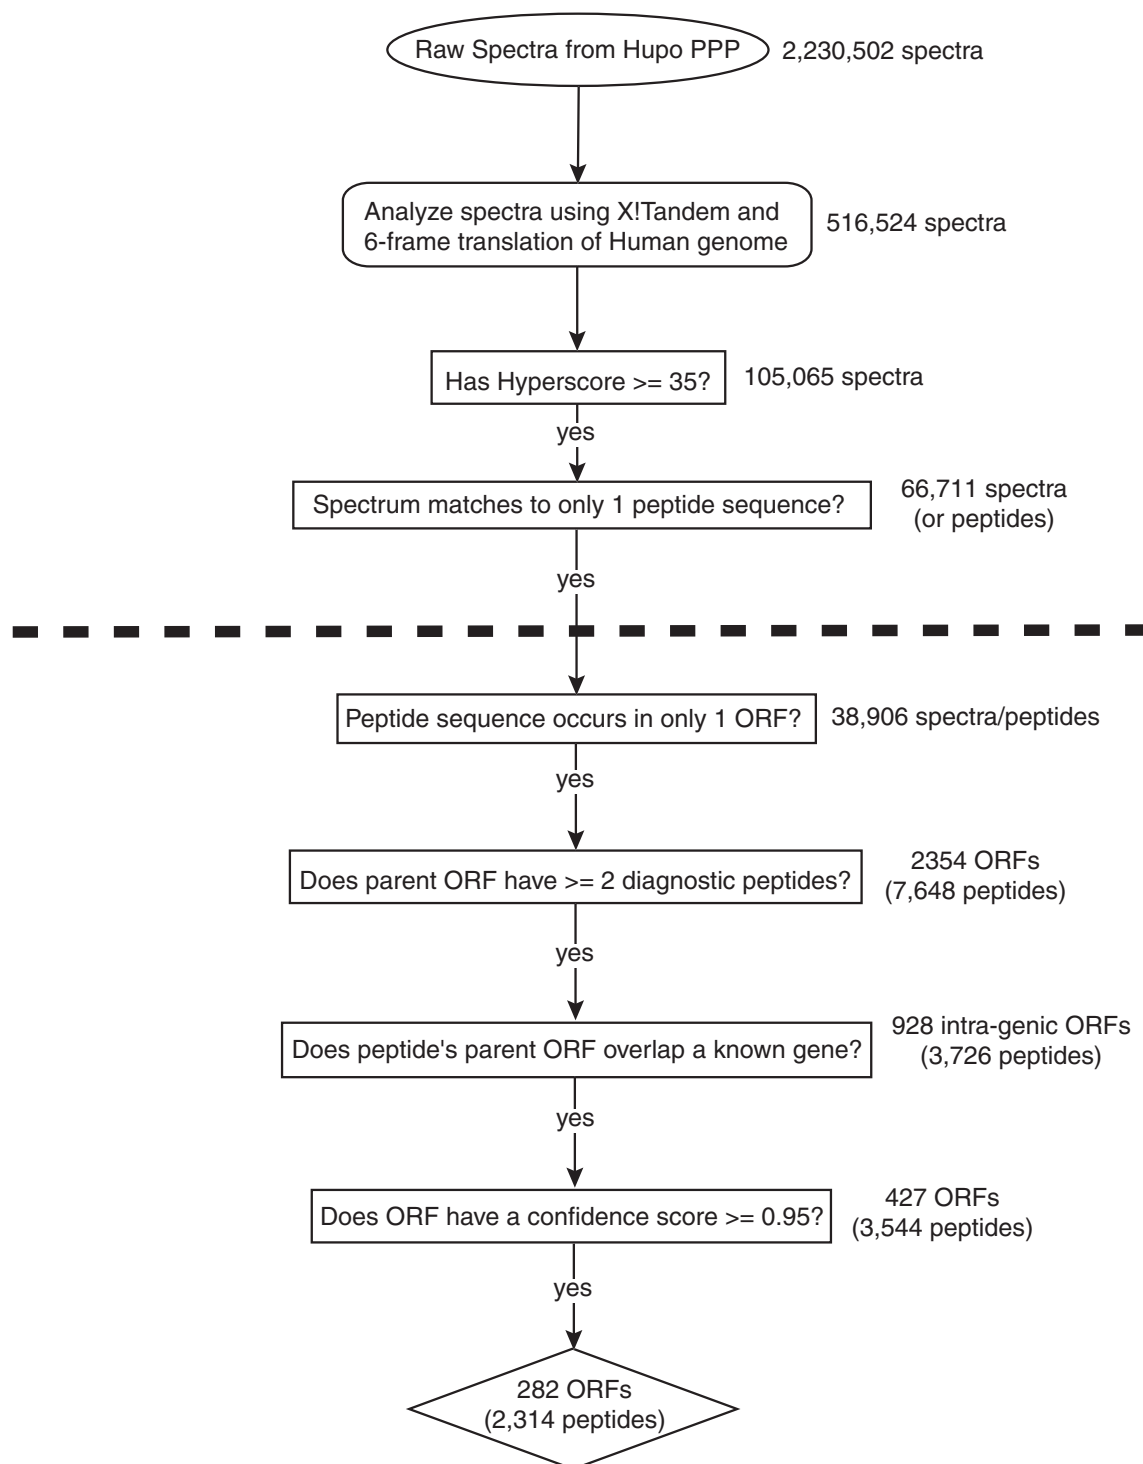 Raw Spectra from Hupo PPP
2,230,502 spectra
Analyze spectra using X!Tandem and
6-frame translation of Human genome
516,524 spectra
Has Hyperscore >= 35?
105,065 spectra
yes
Spectrum matches to only 1 peptide sequence?
66,711 spectra
(or peptides)
yes
Peptide sequence occurs in only 1 ORF?
38,906 spectra/peptides
yes
Does parent ORF have >= 2 diagnostic peptides?
2354 ORFs
(7,648 peptides)
yes
Does peptide's parent ORF overlap a known gene?
928 intra-genic ORFs
(3,726 peptides)
yes
Does ORF have a confidence score >= 0.95?
427 ORFs
(3,544 peptides)
yes
282 ORFs
(2,314 peptides)